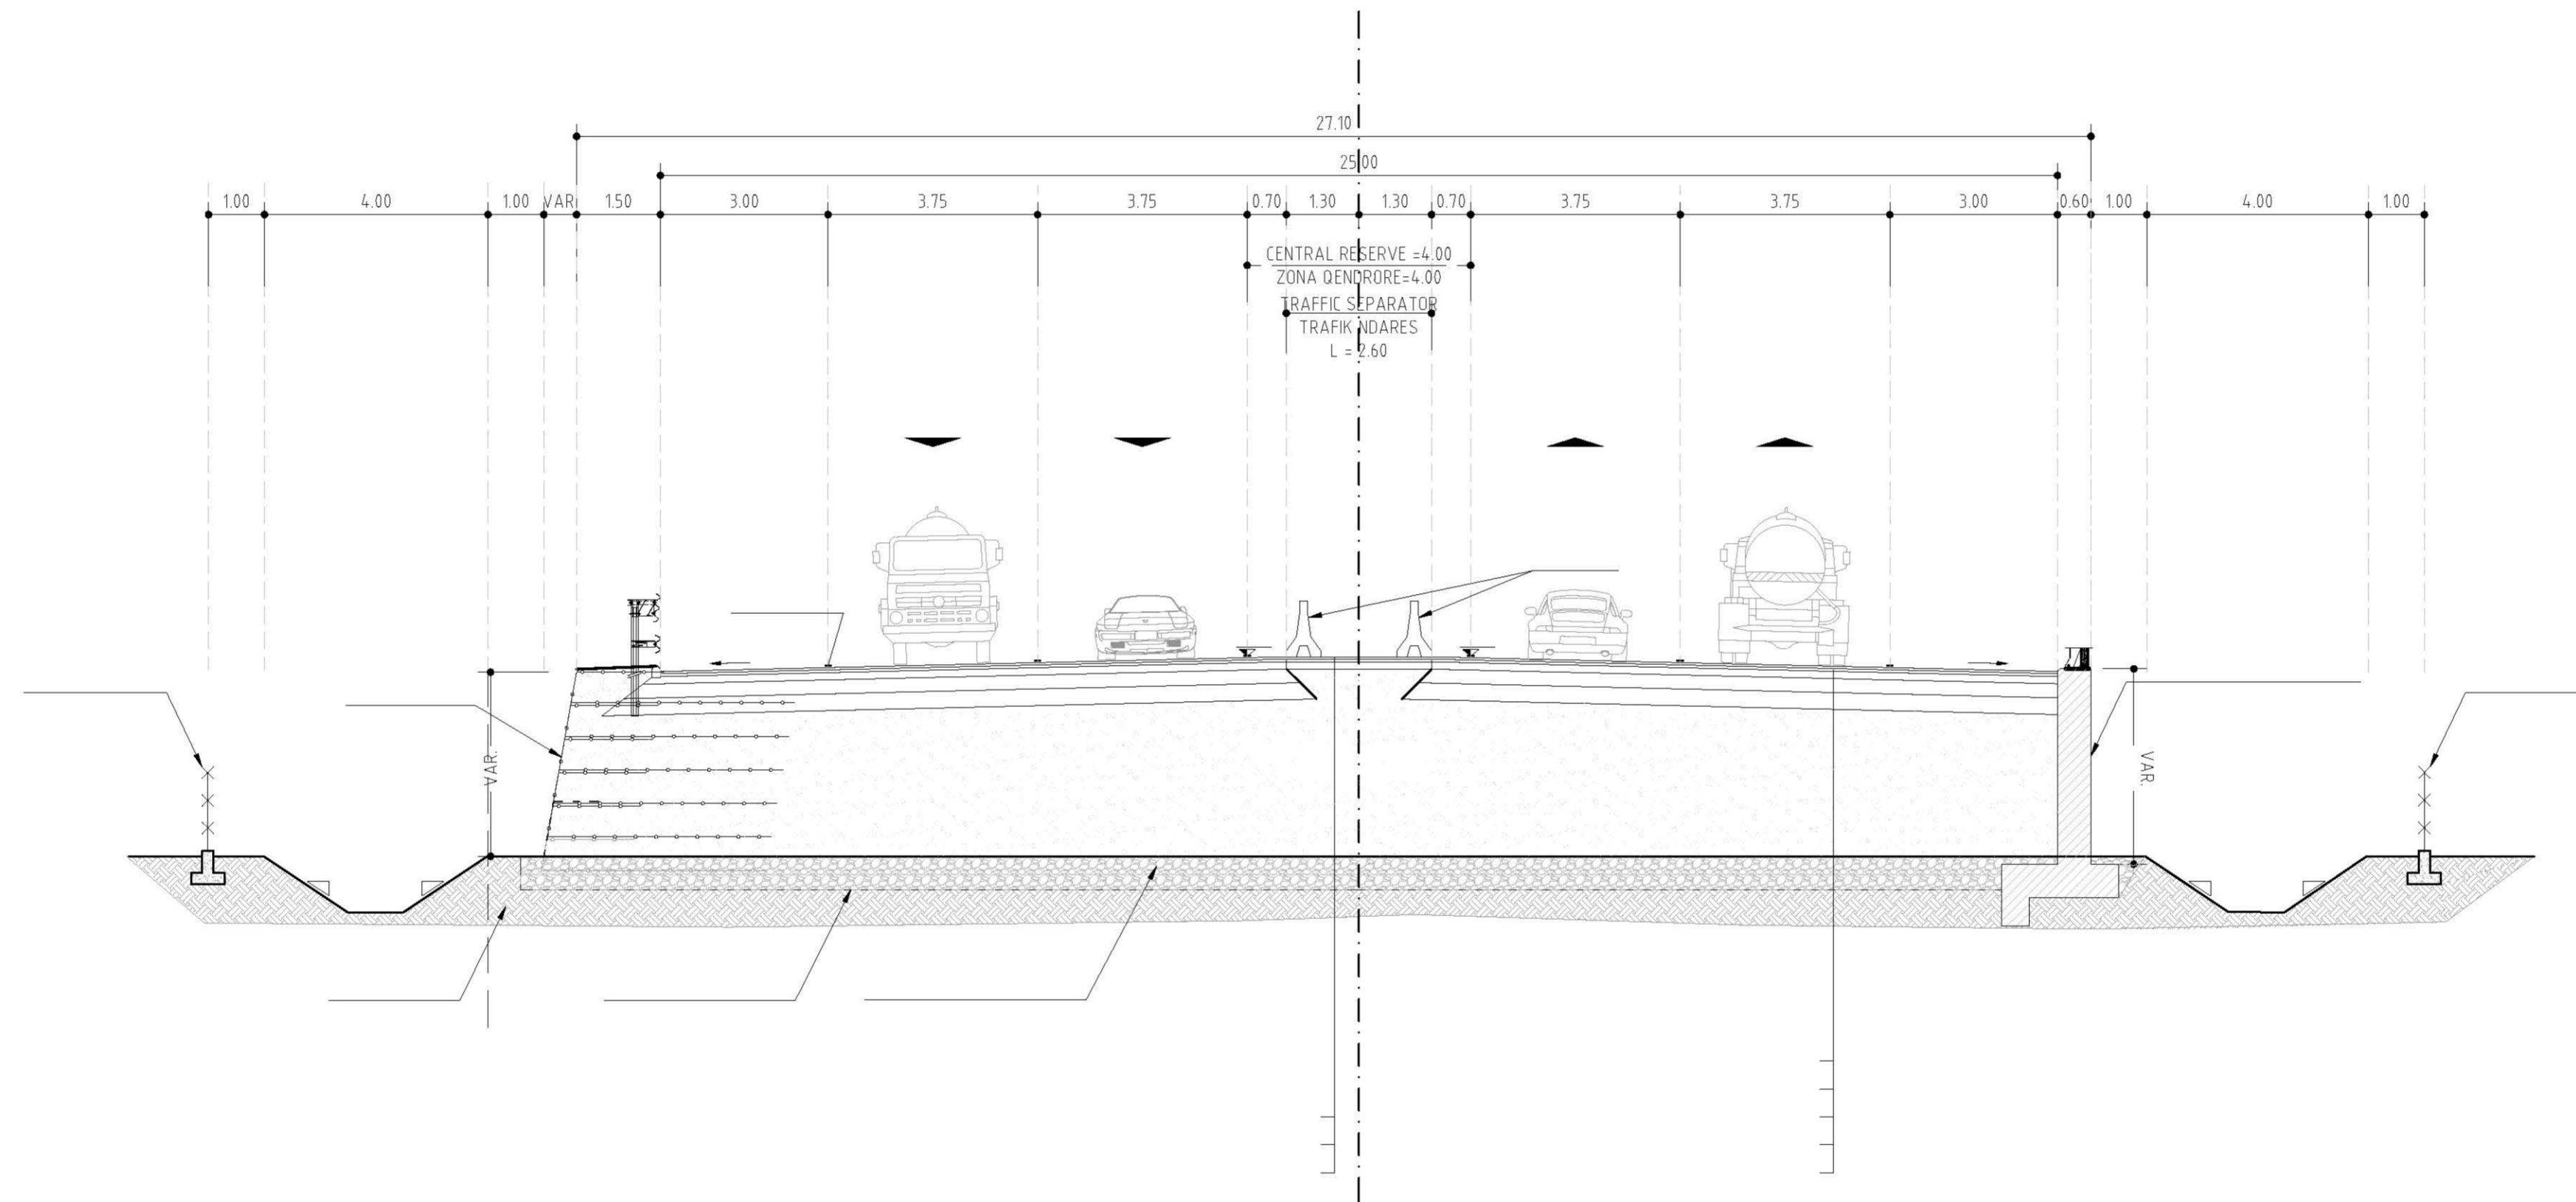 27.10
25.00
1.00 4.00 1.00 VAR. 1.50 3.00 3.75 3.75 0.70 1.30 1.30 0.70 3.75 3.75 3.00 0.60 1.00 4.00 1.00
CENTRAL RESERVE =4.00
ZONA QENDRORE=4.00
TRAFFIC SEPARATOR
TRAFIK NDARES
L = 2.60
VAR.
VAR.